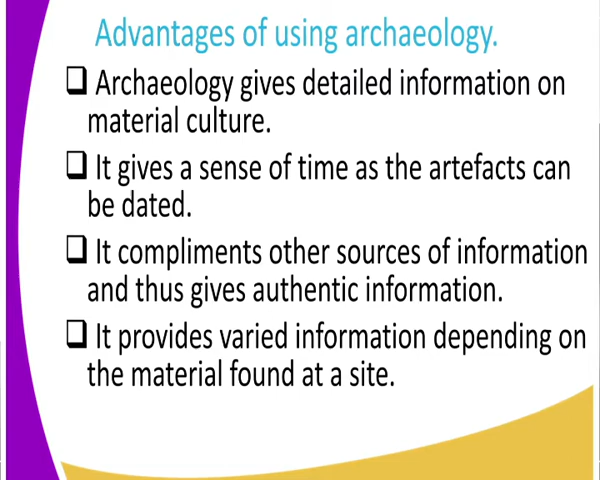 Advantages of using archaeology.
❑ Archaeology gives detailed information on
material culture.
❑ It gives a sense of time as the artefacts can
be dated.
❑ It compliments other sources of information
and thus gives authentic information.
❑ It provides varied information depending on
the material found at a site.